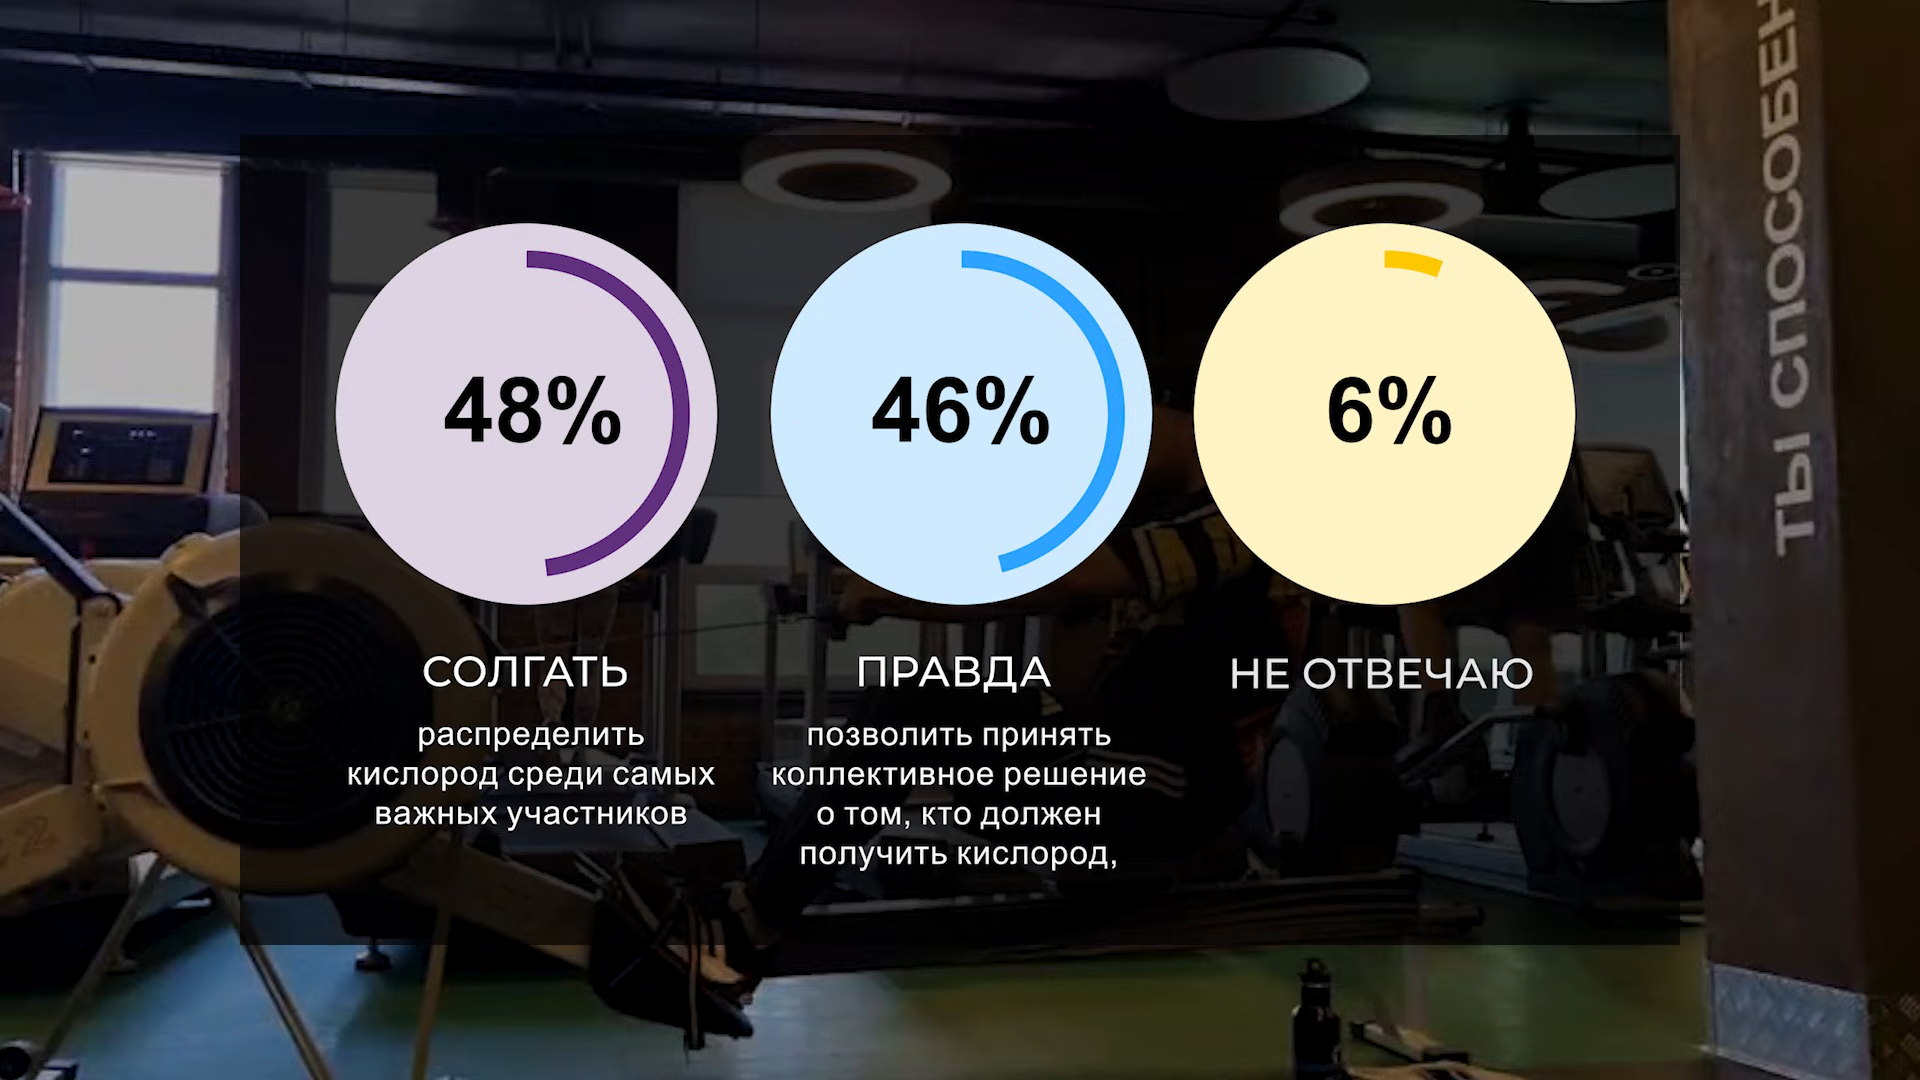 48%
46%
6%
СОЛГАТЬ
ПРАВДА
НЕ ОТВЕЧАЮ
распределить
кислород среди самых
важных участников
позволить принять
коллективное решение
о том, кто должен
получить кислород,
ТЫ СПОСОБЕН